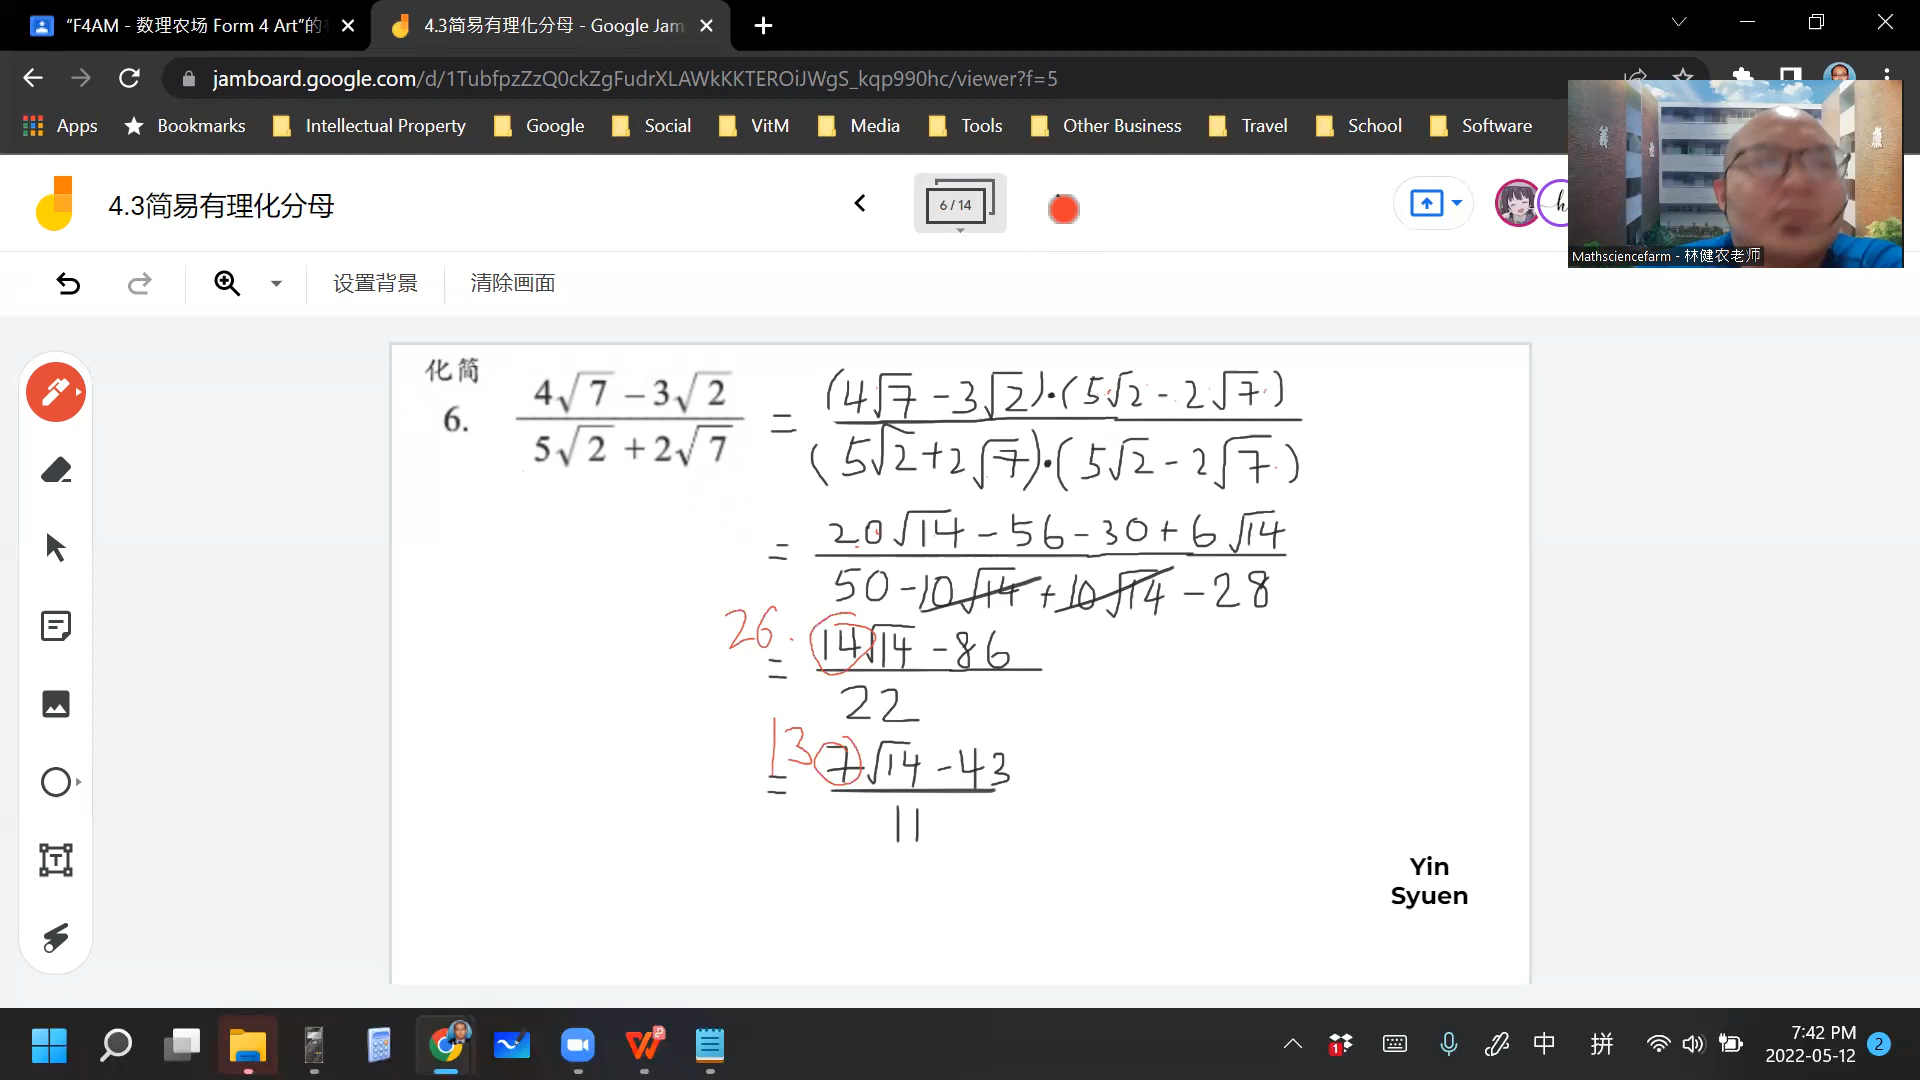 “F4AM - 数理农场 Form 4 Art”的
4.3简易有理化分母 - Google Jam
jamboard.google.com/d/1TubfpzZzQ0ckZgFudrXLAWkKKTEROiJWgS_kqp990hc/viewer?f=5
Apps Bookmarks Intellectual Property Google Social VitM Media Tools Other Business Travel School Software
4.3简易有理化分母
6 / 14
h
Mathsciencefarm - 林健农老师
设置背景 清除画面
化简
6. (4√7 − 3√2)/(5√2 + 2√7) = (4√7 − 3√2)·(5√2 − 2√7)/(5√2 + 2√7)·(5√2 − 2√7)
= (20√14 − 56 − 30 + 6√14)/(50 − 10√14 + 10√14 − 28)
26.
= (14√14 − 86)/22
13
= (7√14 − 43)/11
Yin
Syuen
中 拼
7:42 PM
2022-05-12
2
1